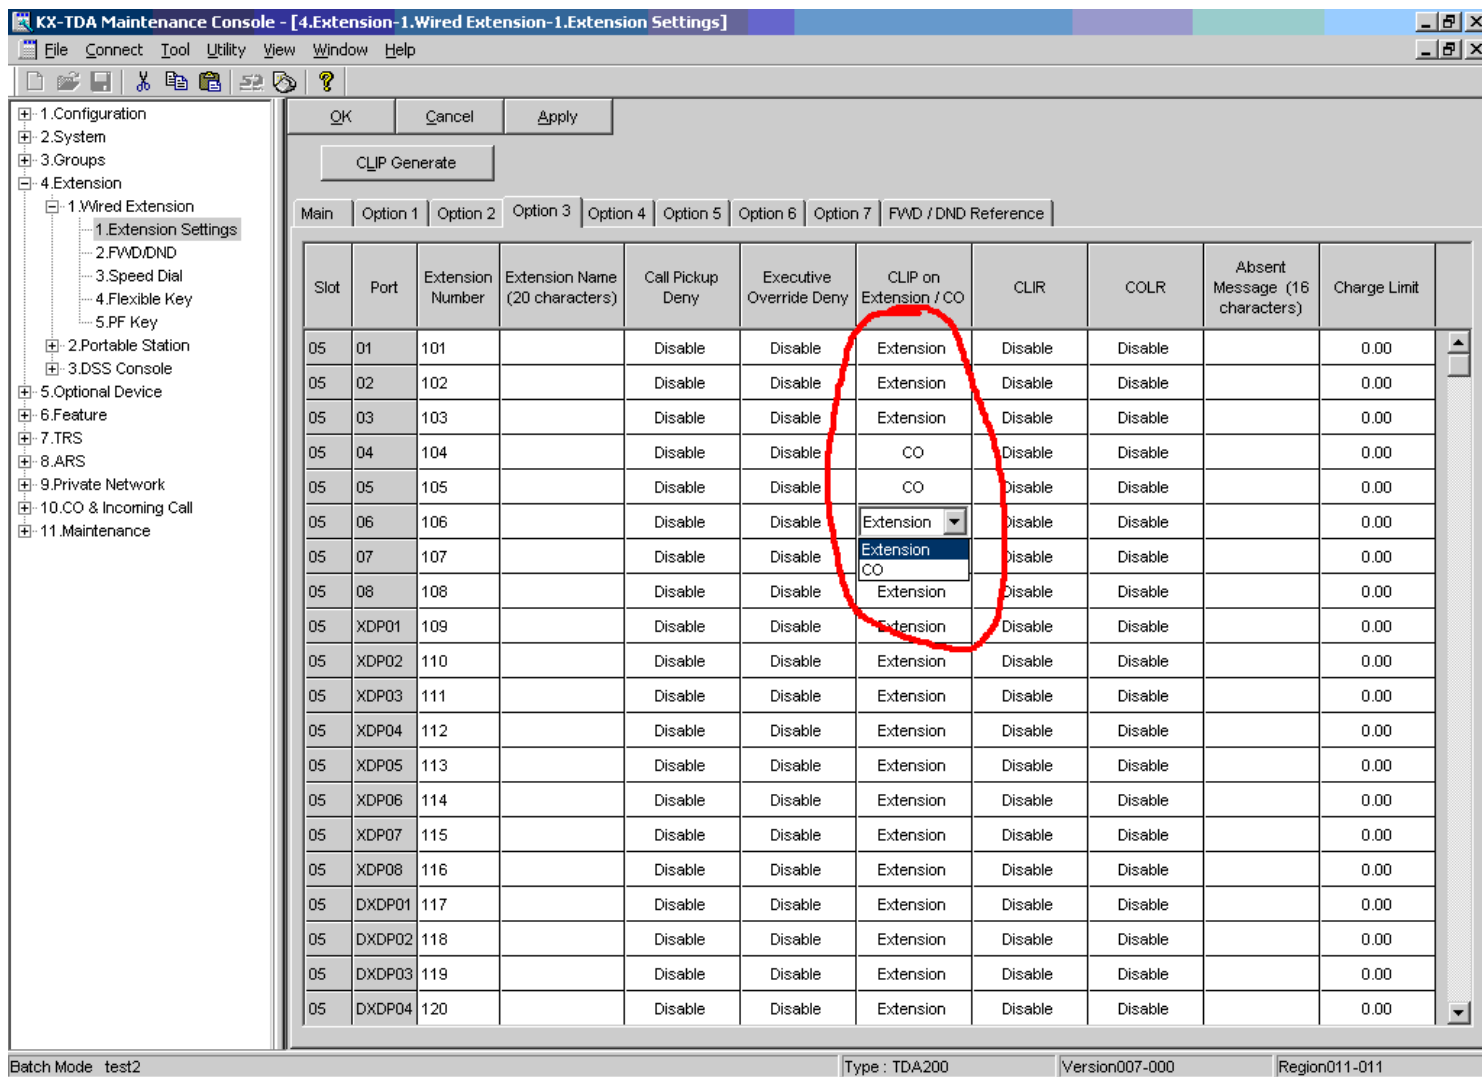 KX-TDA Maintenance Console - [4.Extension-1.Wired Extension-1.Extension Settings]
File Connect Tool Utility View Window Help
1.Configuration
2.System
3.Groups
4.Extension
1.Wired Extension
1.Extension Settings
2.FWD/DND
3.Speed Dial
4.Flexible Key
5.PF Key
2.Portable Station
3.DSS Console
5.Optional Device
6.Feature
7.TRS
8.ARS
9.Private Network
10.CO & Incoming Call
11.Maintenance
OK Cancel Apply
CLIP Generate
Main Option 1 Option 2 Option 3 Option 4 Option 5 Option 6 Option 7 FWD / DND Reference
Slot Port Extension Number Extension Name (20 characters) Call Pickup Deny Executive Override Deny CLIP on Extension / CO CLIR COLR Absent Message (16 characters) Charge Limit
05 01 101 Disable Disable Extension Disable Disable 0.00
05 02 102 Disable Disable Extension Disable Disable 0.00
05 03 103 Disable Disable Extension Disable Disable 0.00
05 04 104 Disable Disable CO Disable Disable 0.00
05 05 105 Disable Disable CO Disable Disable 0.00
05 06 106 Disable Disable Extension Disable Disable 0.00
05 07 107 Disable Disable Extension Disable Disable 0.00
CO
05 08 108 Disable Disable Extension Disable Disable 0.00
05 XDP01 109 Disable Disable Extension Disable Disable 0.00
05 XDP02 110 Disable Disable Extension Disable Disable 0.00
05 XDP03 111 Disable Disable Extension Disable Disable 0.00
05 XDP04 112 Disable Disable Extension Disable Disable 0.00
05 XDP05 113 Disable Disable Extension Disable Disable 0.00
05 XDP06 114 Disable Disable Extension Disable Disable 0.00
05 XDP07 115 Disable Disable Extension Disable Disable 0.00
05 XDP08 116 Disable Disable Extension Disable Disable 0.00
05 DXDP01 117 Disable Disable Extension Disable Disable 0.00
05 DXDP02 118 Disable Disable Extension Disable Disable 0.00
05 DXDP03 119 Disable Disable Extension Disable Disable 0.00
05 DXDP04 120 Disable Disable Extension Disable Disable 0.00
Batch Mode test2 Type : TDA200 Version007-000 Region011-011